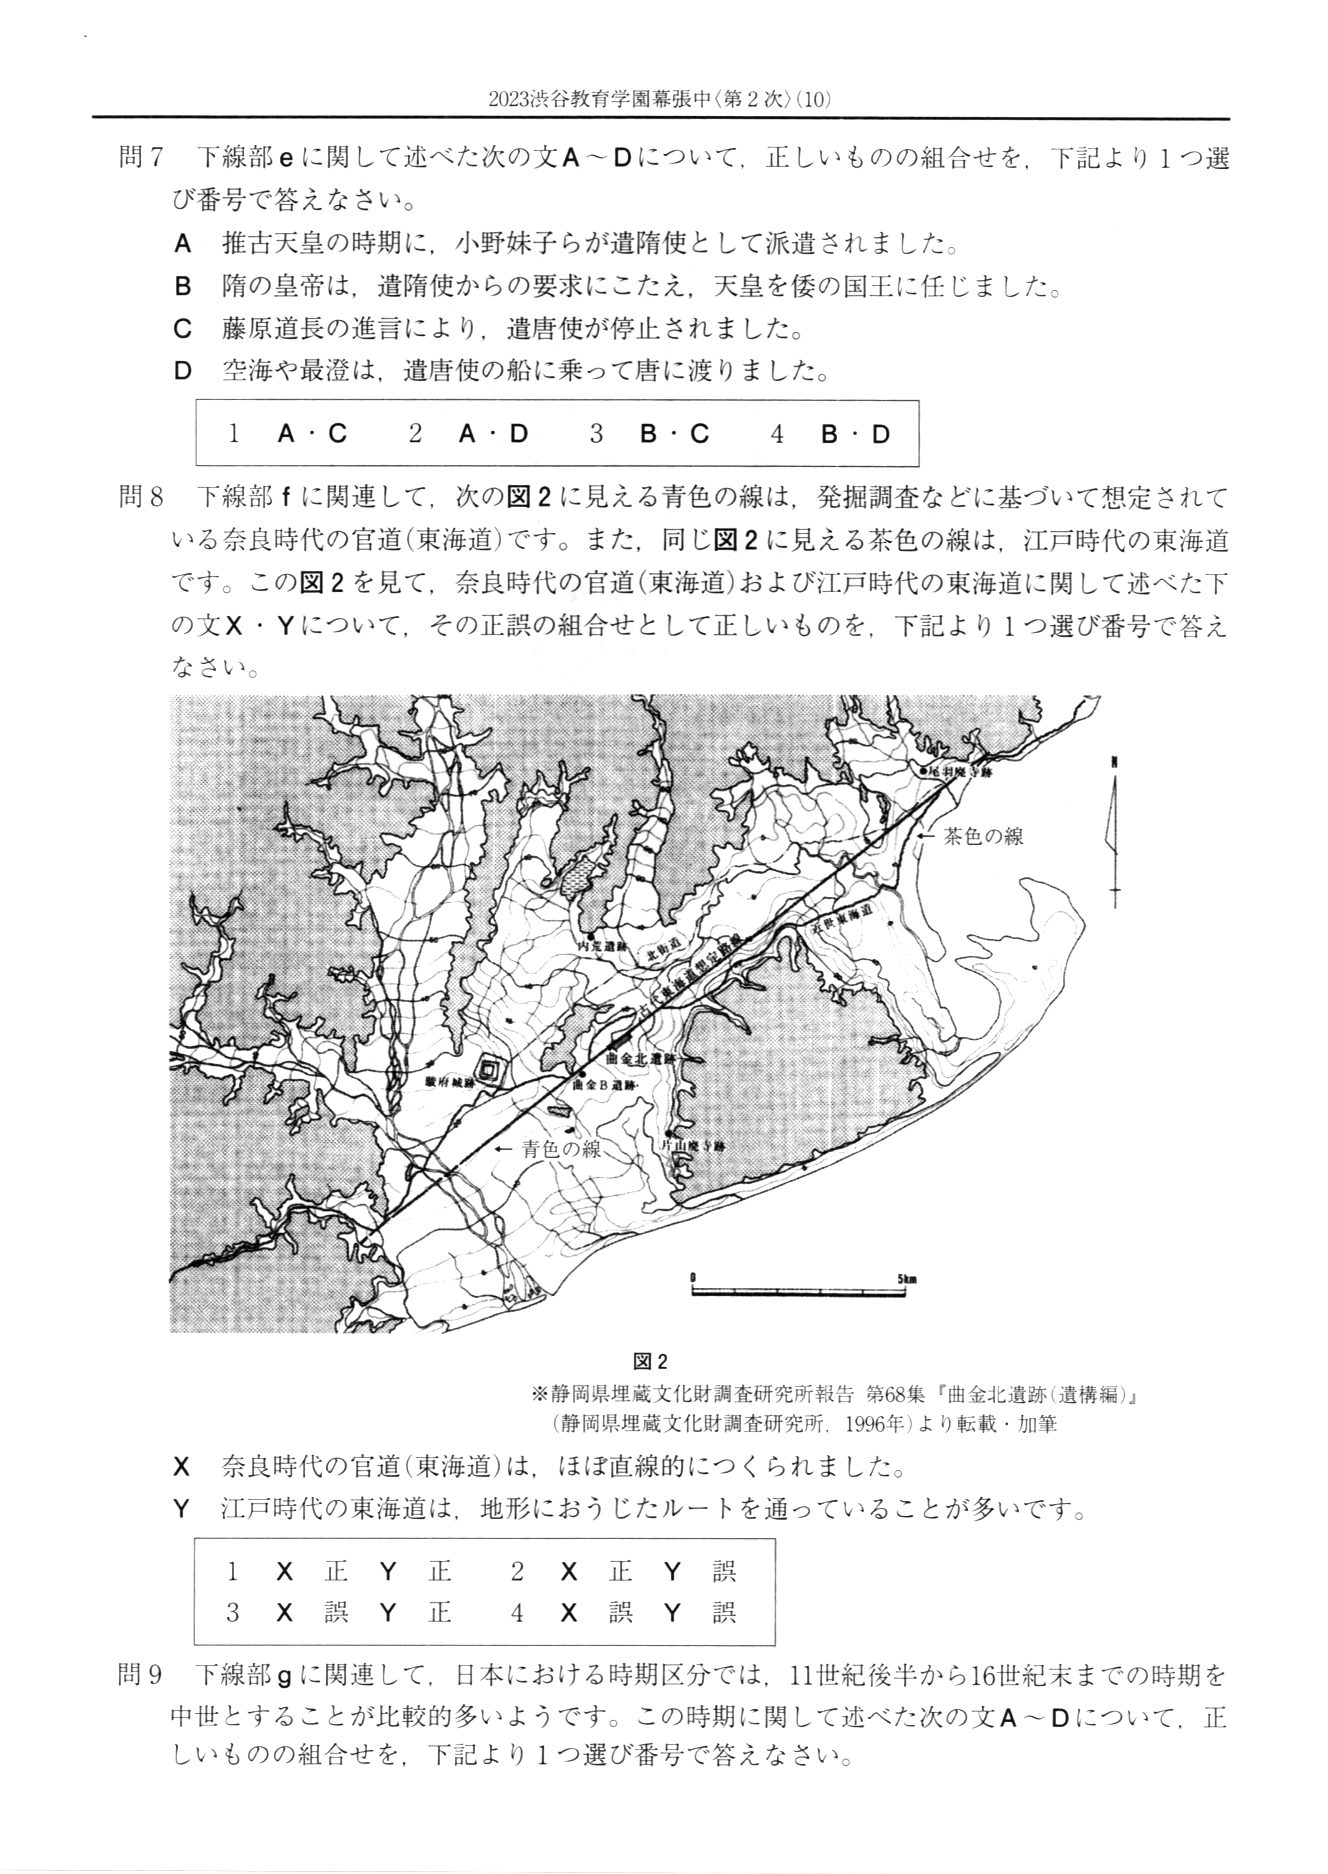 2023渋谷教育学園幕張中〈第2次〉(10)
問7　下線部eに関して述べた次の文A～Dについて，正しいものの組合せを，下記より1つ選
び番号で答えなさい。
A　推古天皇の時期に，小野妹子らが遣隋使として派遣されました。
B　隋の皇帝は，遣隋使からの要求にこたえ，天皇を倭の国王に任じました。
C　藤原道長の進言により，遣唐使が停止されました。
D　空海や最澄は，遣唐使の船に乗って唐に渡りました。
1　A・C　2　A・D　3　B・C　4　B・D
問8　下線部fに関連して，次の図2に見える青色の線は，発掘調査などに基づいて想定されて
いる奈良時代の官道(東海道)です。また，同じ図2に見える茶色の線は，江戸時代の東海道
です。この図2を見て，奈良時代の官道(東海道)および江戸時代の東海道に関して述べた下
の文X・Yについて，その正誤の組合せとして正しいものを，下記より1つ選び番号で答え
なさい。
N
尾羽廃寺跡
← 茶色の線
近世東海道
内荒遺跡
北街道
古代東海道想定路線
曲金北遺跡
駿府城跡
曲金B遺跡
← 青色の線
片山廃寺跡
0　5km
図2
※静岡県埋蔵文化財調査研究所報告 第68集『曲金北遺跡(遺構編)』
(静岡県埋蔵文化財調査研究所，1996年)より転載・加筆
X　奈良時代の官道(東海道)は，ほぼ直線的につくられました。
Y　江戸時代の東海道は，地形におうじたルートを通っていることが多いです。
1　X　正　Y　正　2　X　正　Y　誤
3　X　誤　Y　正　4　X　誤　Y　誤
問9　下線部gに関連して，日本における時期区分では，11世紀後半から16世紀末までの時期を
中世とすることが比較的多いようです。この時期に関して述べた次の文A～Dについて，正
しいものの組合せを，下記より1つ選び番号で答えなさい。